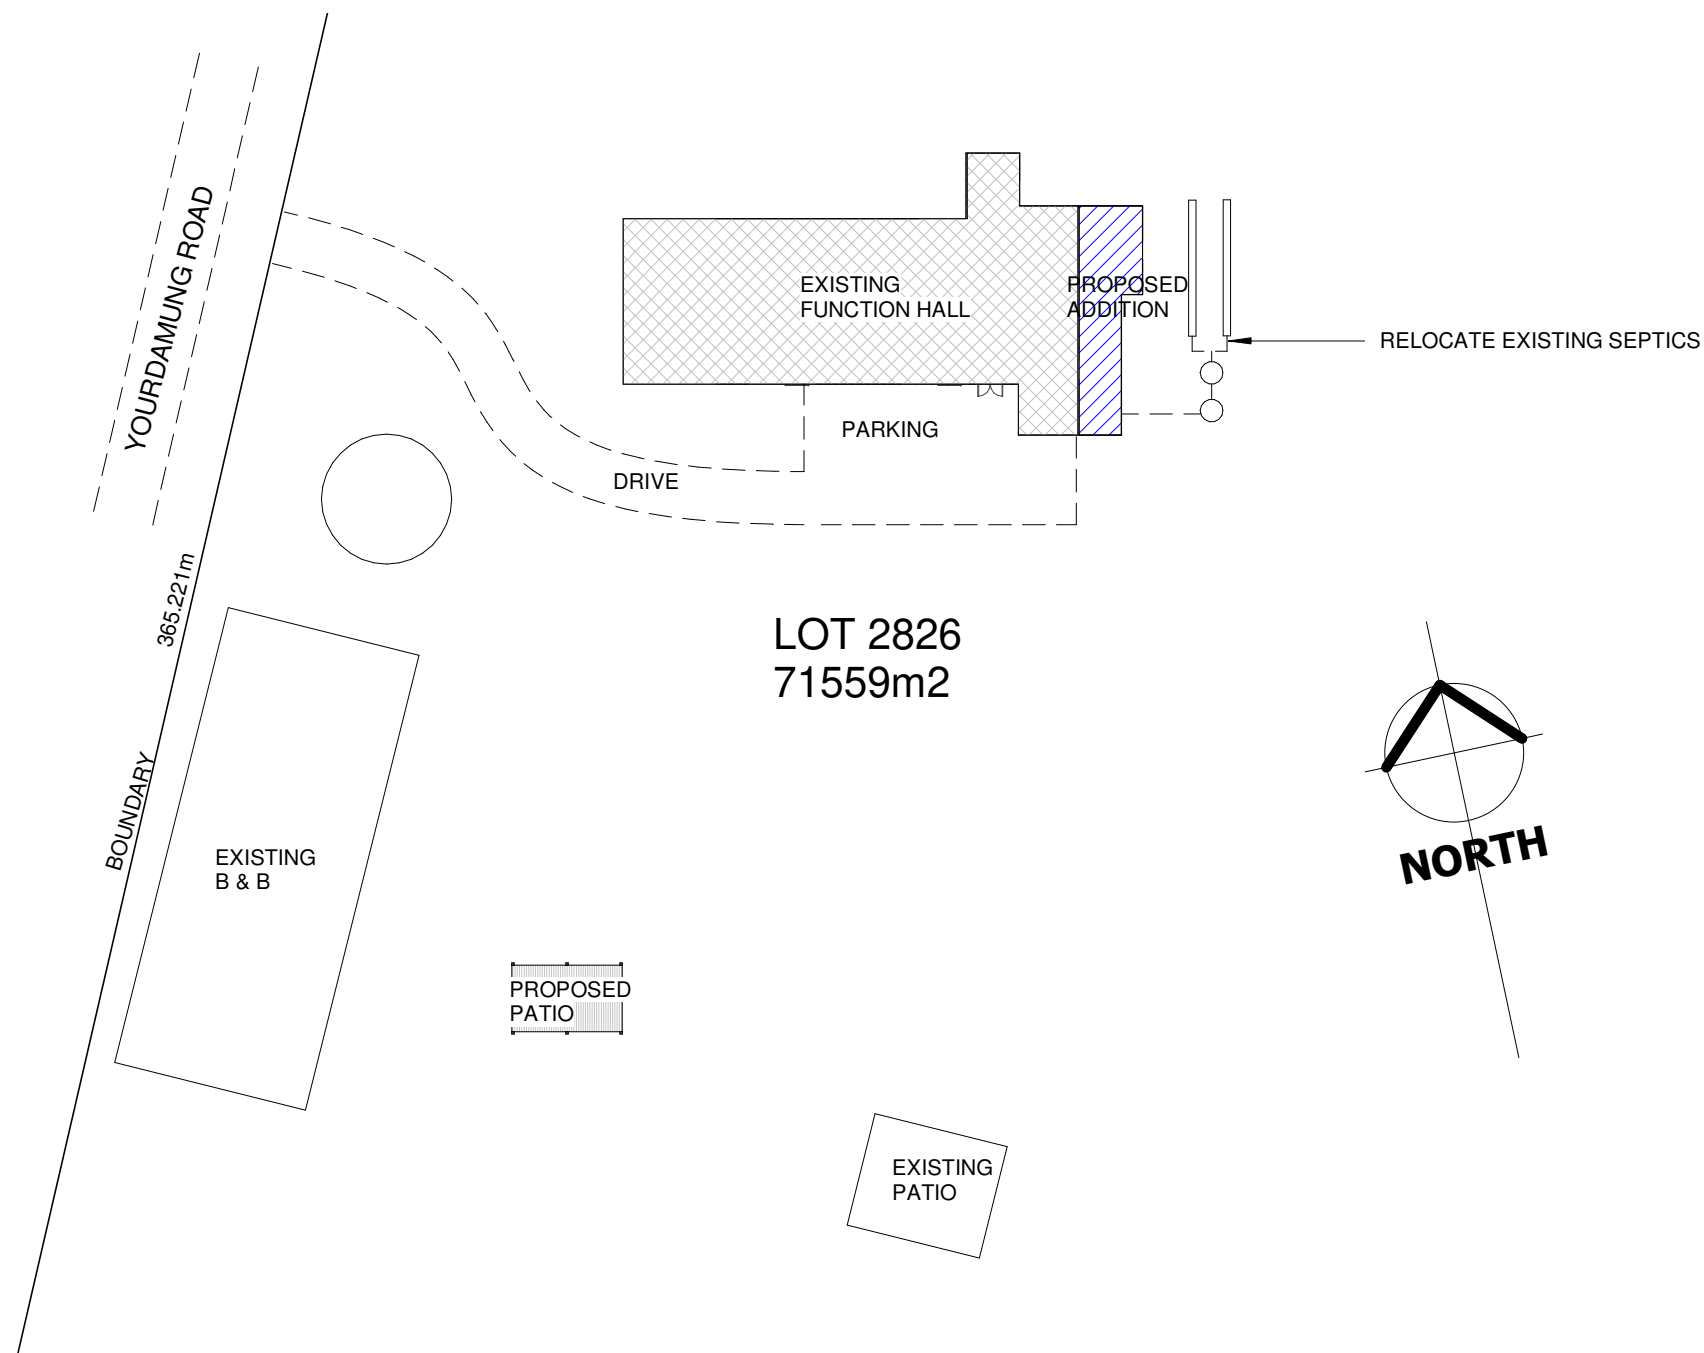 YOURDAMUNG ROAD
EXISTING
FUNCTION HALL
PROPOSED
ADDITION
RELOCATE EXISTING SEPTICS
PARKING
DRIVE
365.221m
LOT 2826
71559m2
BOUNDARY
EXISTING
B & B
NORTH
PROPOSED
PATIO
EXISTING
PATIO